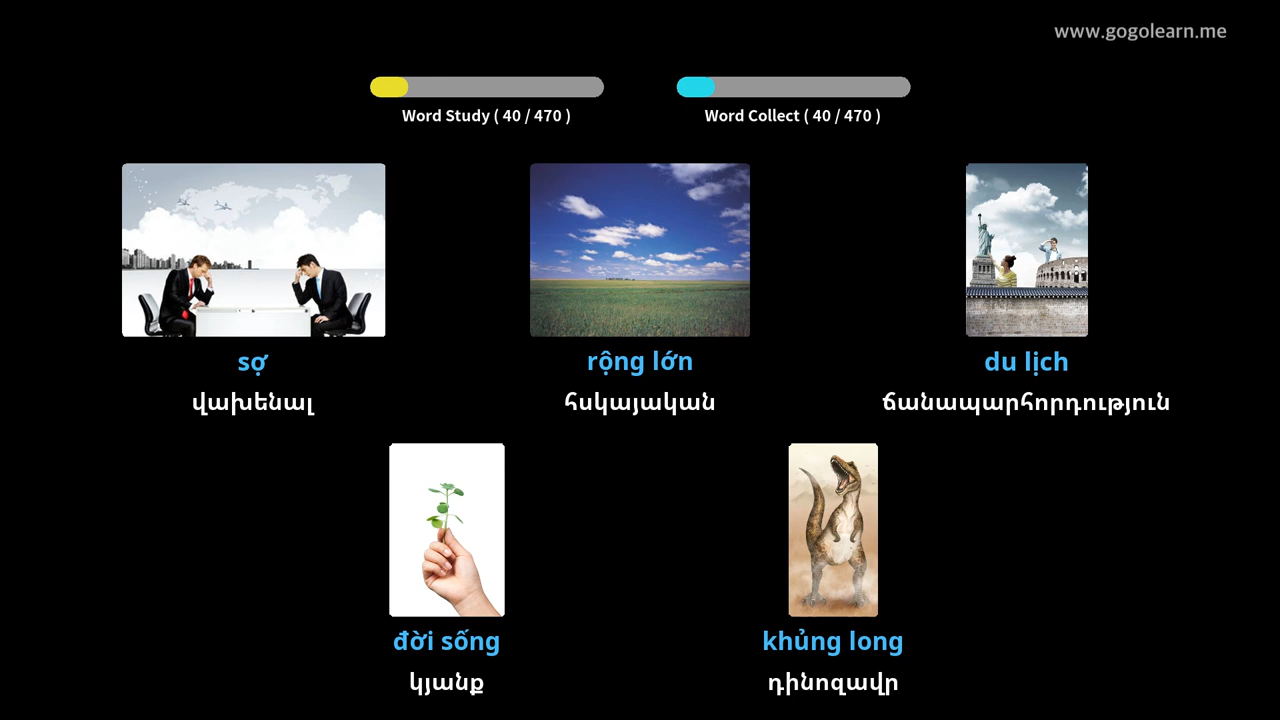 www.gogolearn.me
Word Study ( 40 / 470 )
Word Collect ( 40 / 470 )
sợ
վախենալ
rộng lớn
հսկայական
du lịch
ճանապարհորդություն
đời sống
կյանք
khủng long
դինոզավր